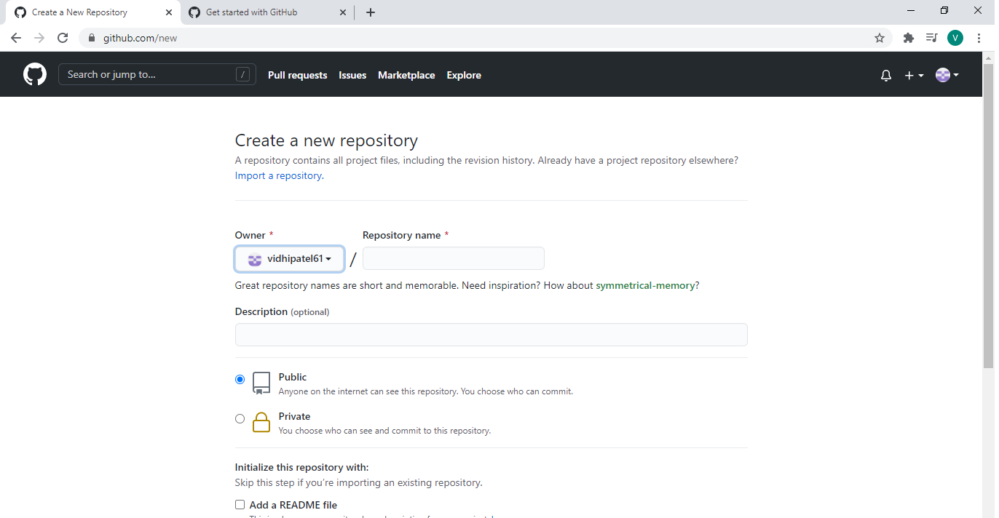 Create a New Repository
Get started with GitHub
github.com/new
V
Search or jump to... /
Pull requests Issues Marketplace Explore
Create a new repository
A repository contains all project files, including the revision history. Already have a project repository elsewhere?
Import a repository.
Owner * Repository name *
vidhipatel61 /
Great repository names are short and memorable. Need inspiration? How about symmetrical-memory?
Description (optional)
Public
Anyone on the internet can see this repository. You choose who can commit.
Private
You choose who can see and commit to this repository.
Initialize this repository with:
Skip this step if you're importing an existing repository.
Add a README file